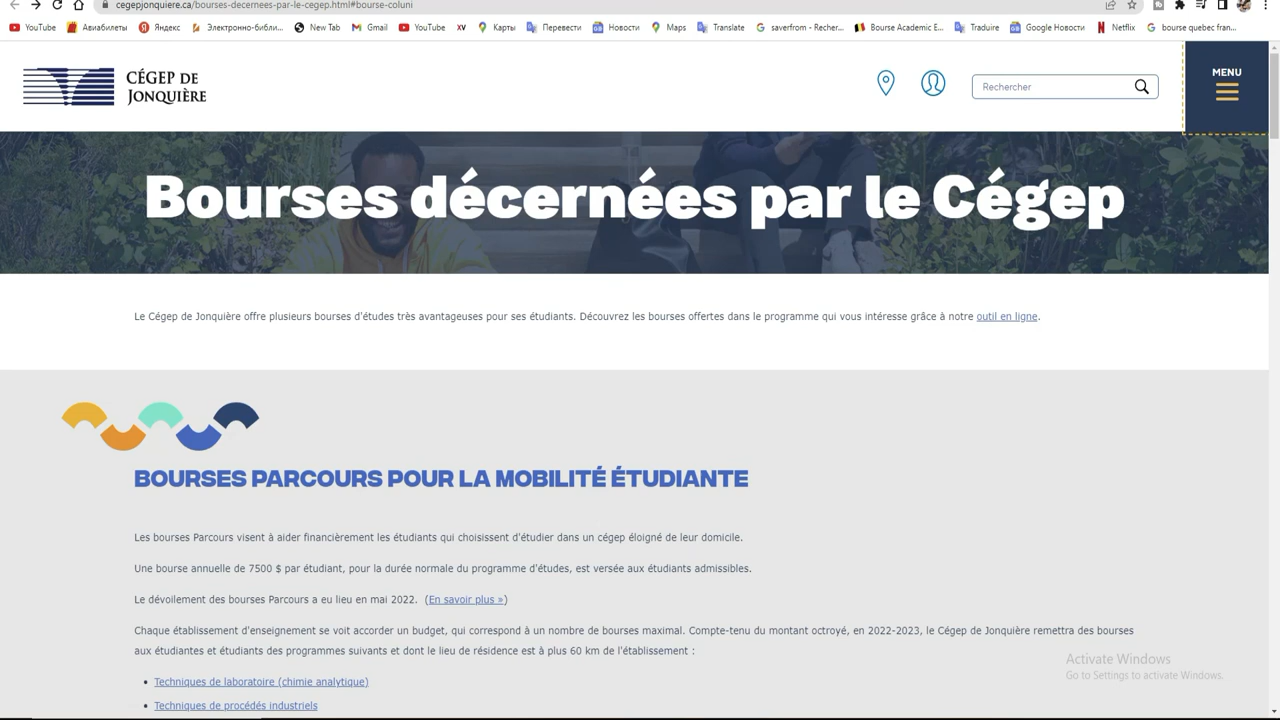 cegepjonquiere.ca/bourses-decernees-par-le-cegep.html#bourse-coluni
YouTube Авиабилеты Яндекс Электронно-библи... New Tab Gmail YouTube XV Карты Перевести Новости Maps Translate saverfrom - Recher... Bourse Academic E... Traduire Google Новости Netflix bourse quebec fran...
CÉGEP DE
JONQUIÈRE
Rechercher
MENU
Bourses décernées par le Cégep
Le Cégep de Jonquière offre plusieurs bourses d'études très avantageuses pour ses étudiants. Découvrez les bourses offertes dans le programme qui vous intéresse grâce à notre outil en ligne.
BOURSES PARCOURS POUR LA MOBILITÉ ÉTUDIANTE
Les bourses Parcours visent à aider financièrement les étudiants qui choisissent d'étudier dans un cégep éloigné de leur domicile.
Une bourse annuelle de 7500 $ par étudiant, pour la durée normale du programme d'études, est versée aux étudiants admissibles.
Le dévoilement des bourses Parcours a eu lieu en mai 2022. (En savoir plus »)
Chaque établissement d'enseignement se voit accorder un budget, qui correspond à un nombre de bourses maximal. Compte-tenu du montant octroyé, en 2022-2023, le Cégep de Jonquière remettra des bourses
aux étudiantes et étudiants des programmes suivants et dont le lieu de résidence est à plus 60 km de l'établissement :
• Techniques de laboratoire (chimie analytique)
• Techniques de procédés industriels
Activate Windows
Go to Settings to activate Windows.